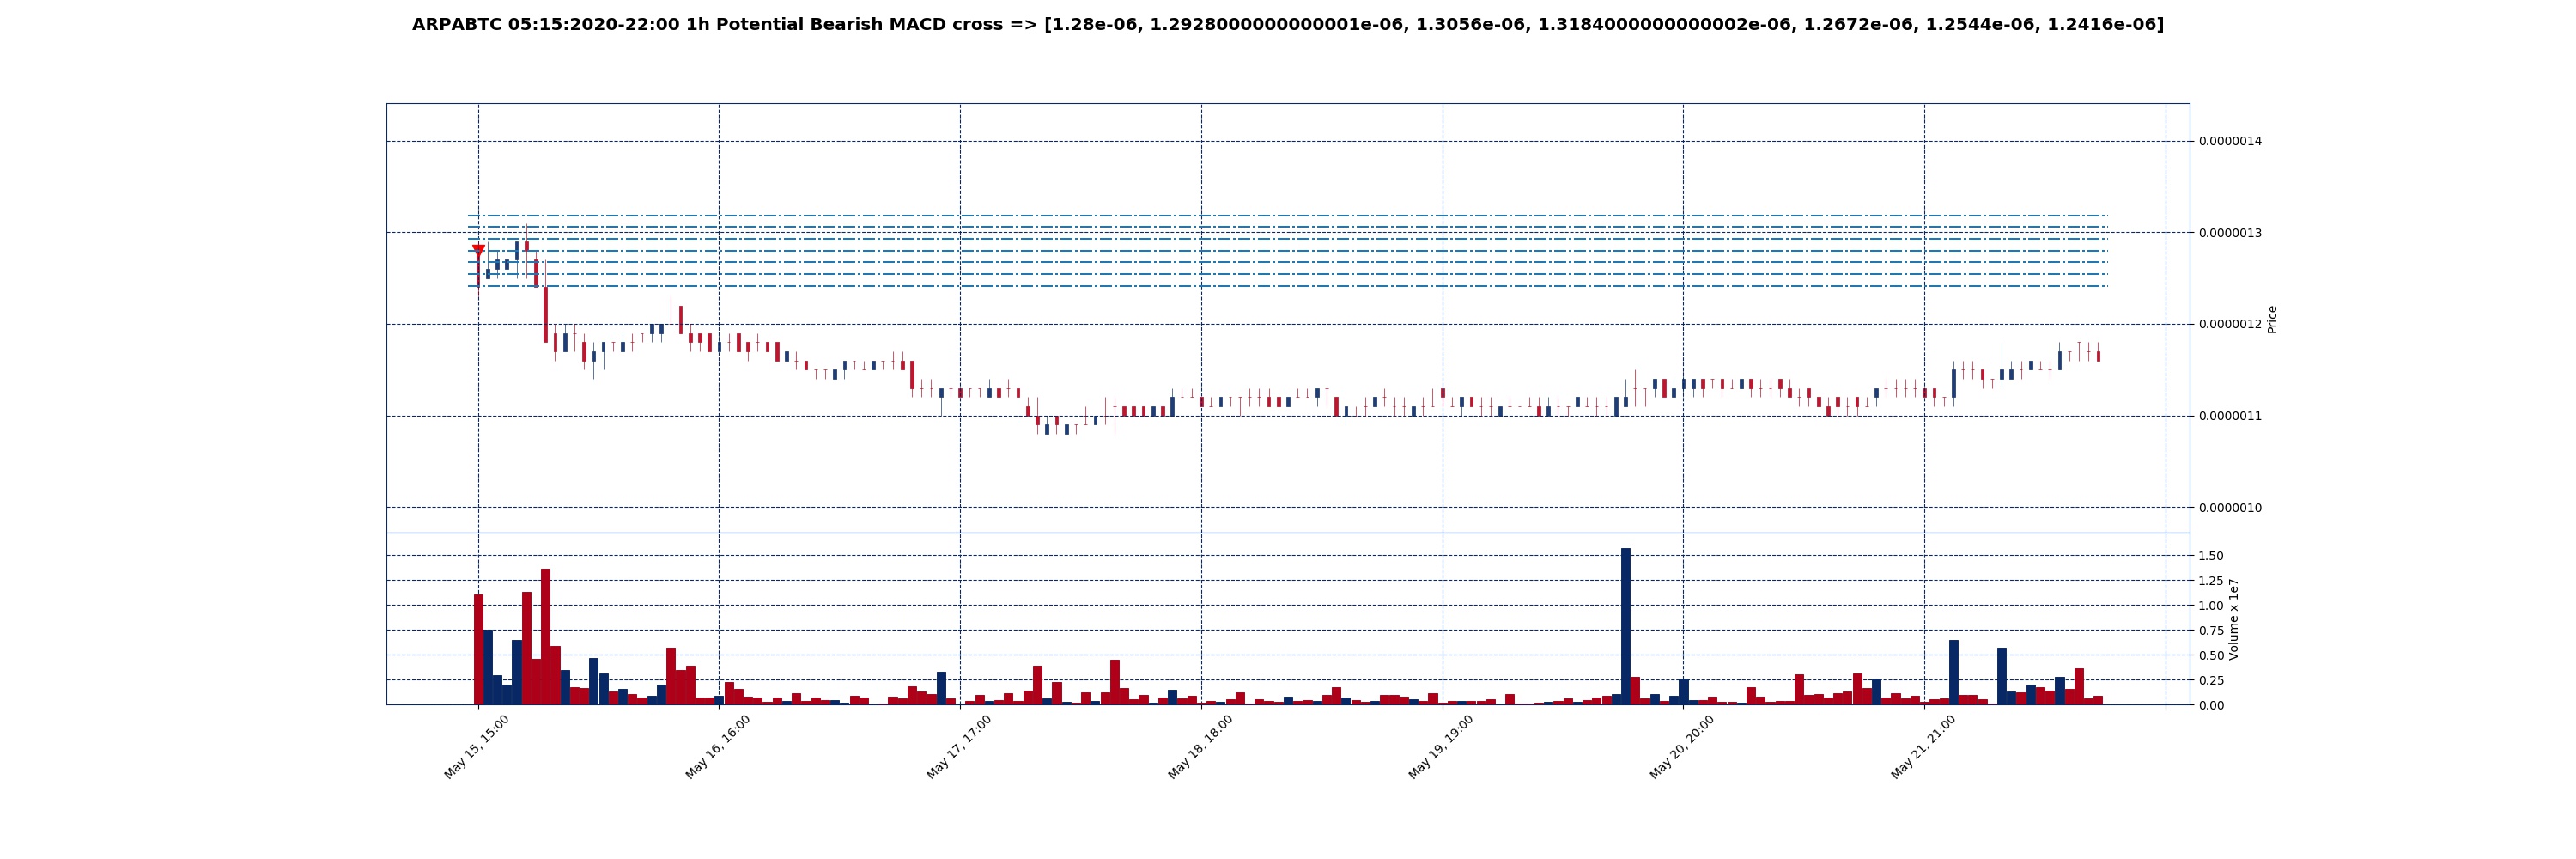 ARPABTC 05:15:2020-22:00 1h Potential Bearish MACD cross => [1.28e-06, 1.2928000000000001e-06, 1.3056e-06, 1.3184000000000002e-06, 1.2672e-06, 1.2544e-06, 1.2416e-06]
0.0000014
0.0000013
0.0000012
0.0000011
0.0000010
Price
1.50
1.25
1.00
0.75
0.50
0.25
0.00
Volume x 1e7
May 15, 15:00
May 16, 16:00
May 17, 17:00
May 18, 18:00
May 19, 19:00
May 20, 20:00
May 21, 21:00